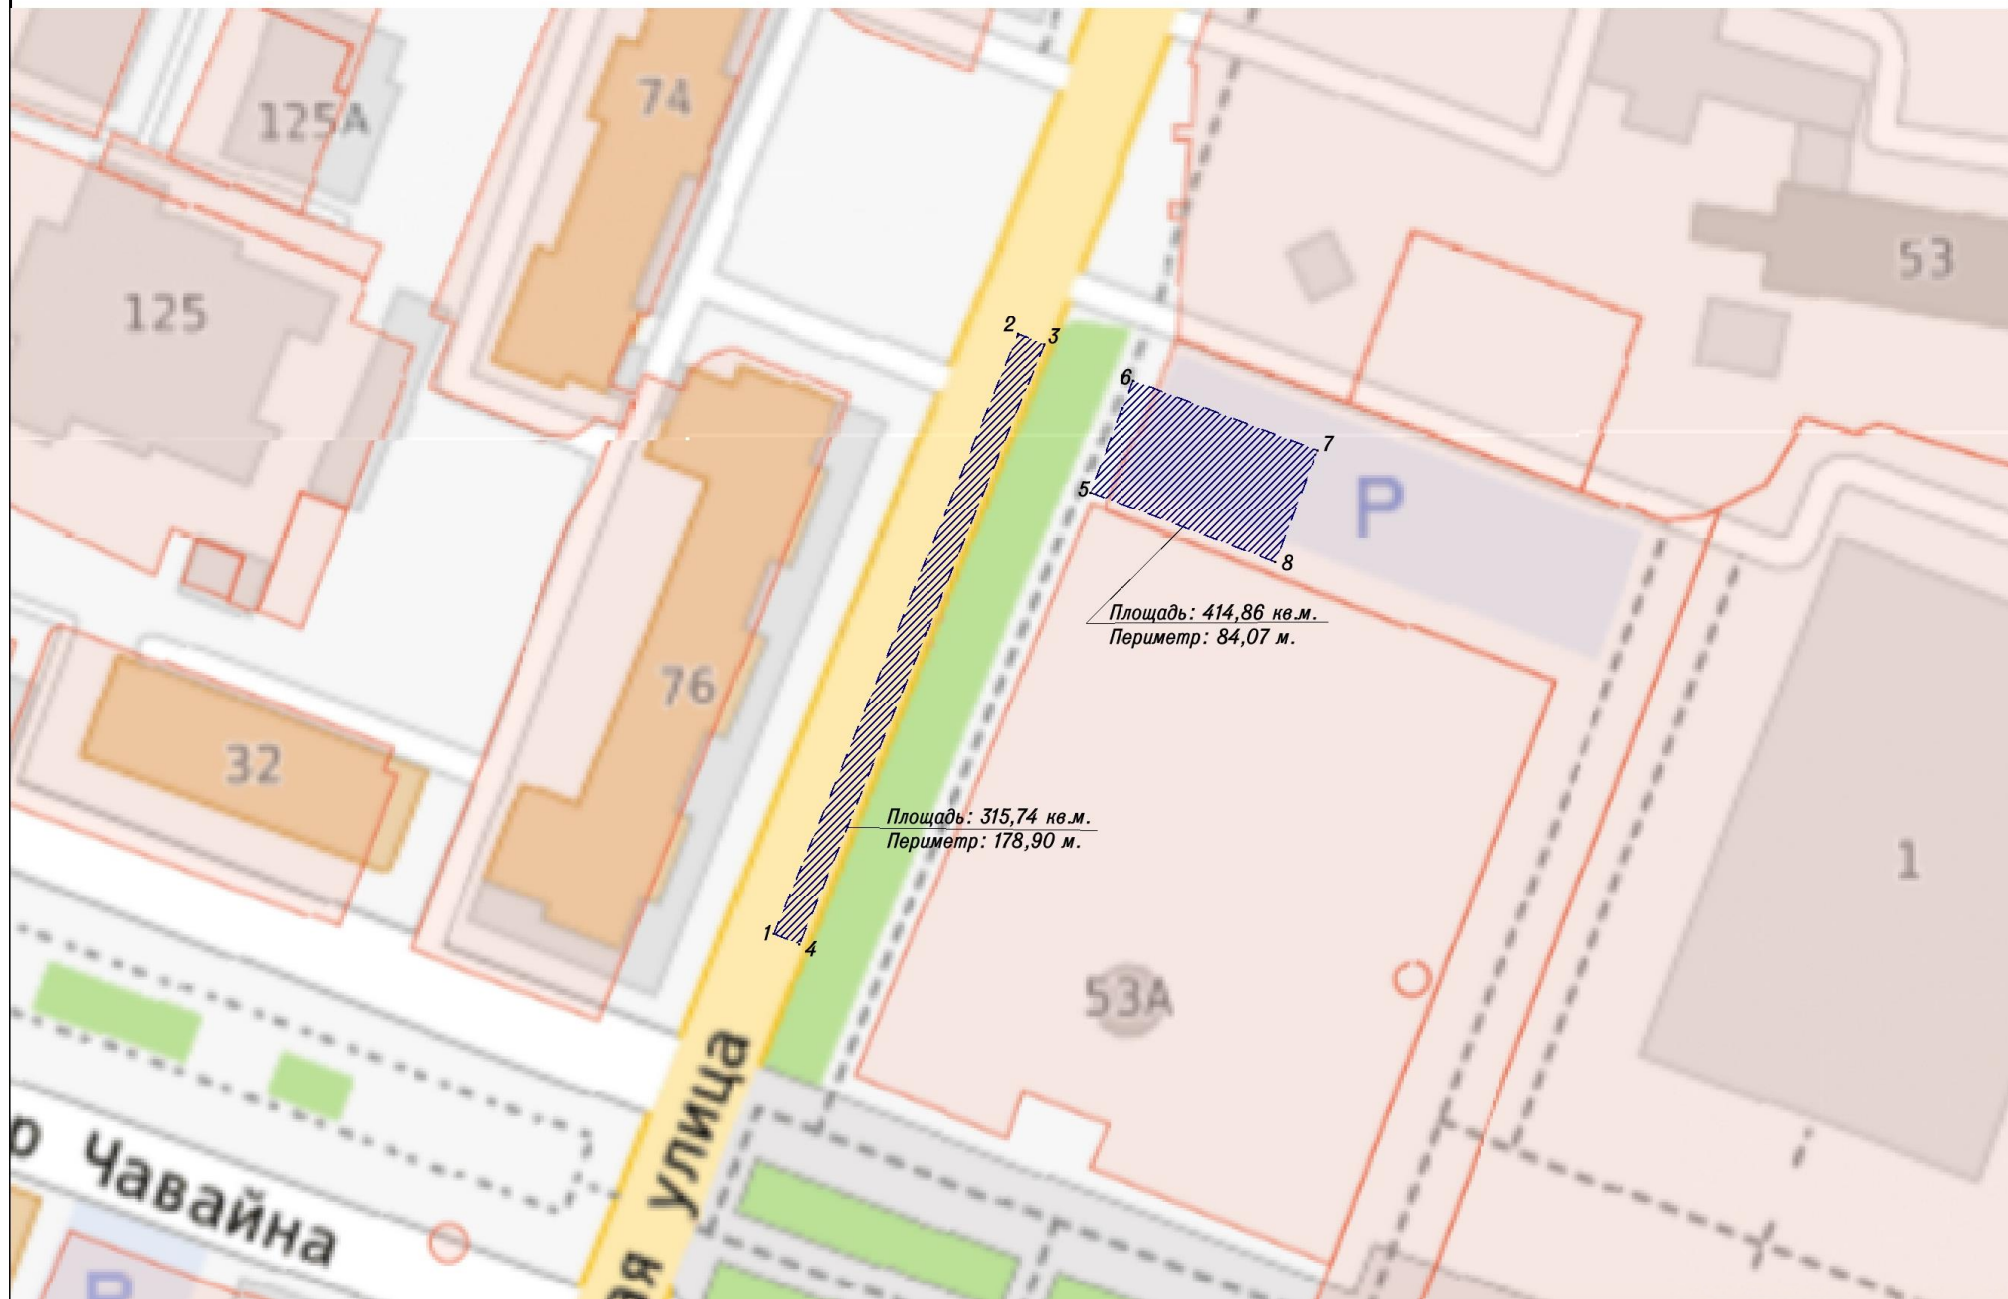 74
125А
53
125
2
3
6
7
P
5
8
Площадь: 414,86 кв.м.
Периметр: 84,07 м.
76
32
Площадь: 315,74 кв.м.
Периметр: 178,90 м.
1
1
4
53А
улица
ая
р Чавайна
P